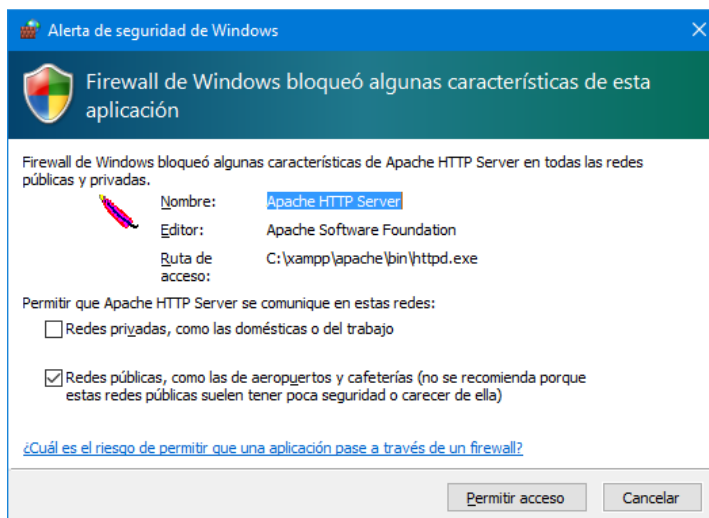 Alerta de seguridad de Windows
Firewall de Windows bloqueó algunas características de esta
aplicación
Firewall de Windows bloqueó algunas características de Apache HTTP Server en todas las redes
públicas y privadas.
Nombre: Apache HTTP Server
Editor: Apache Software Foundation
Ruta de C:\xampp\apache\bin\httpd.exe
acceso:
Permitir que Apache HTTP Server se comunique en estas redes:
Redes privadas, como las domésticas o del trabajo
Redes públicas, como las de aeropuertos y cafeterías (no se recomienda porque
estas redes públicas suelen tener poca seguridad o carecer de ella)
¿Cuál es el riesgo de permitir que una aplicación pase a través de un firewall?
Permitir acceso Cancelar